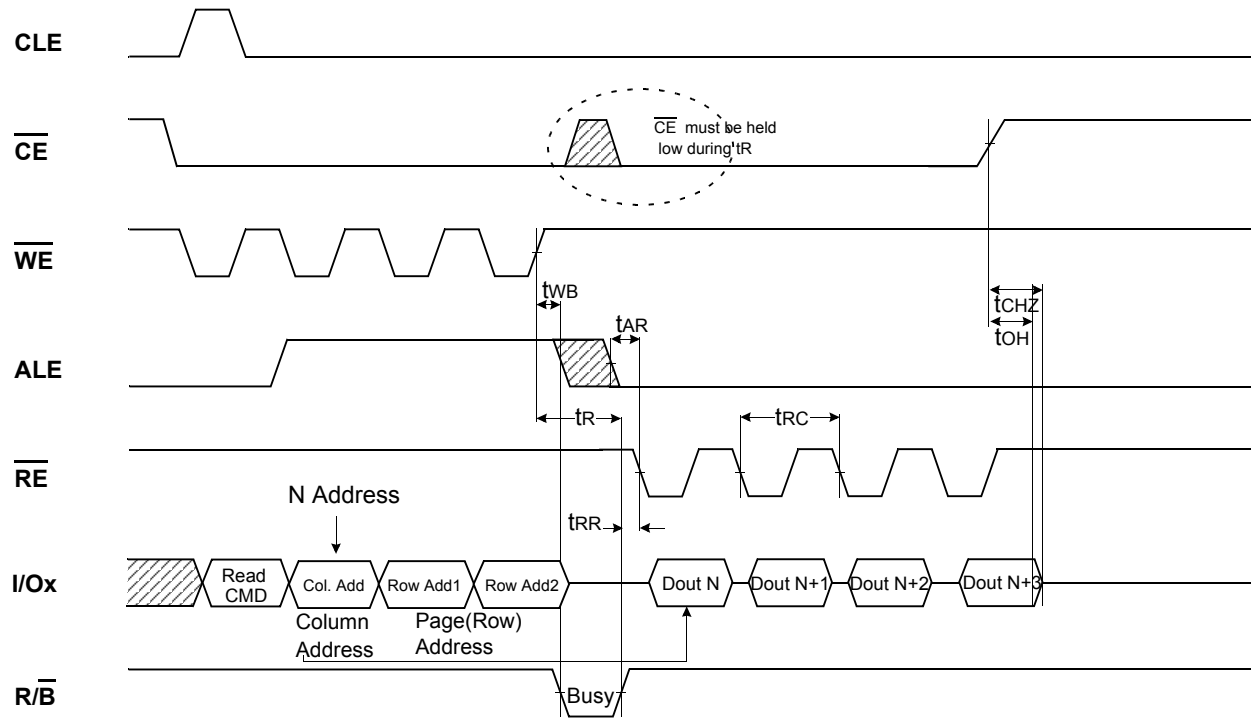 CLE
CE
CE must be held
low during tR
WE
tWB
tCHZ
tAR
tOH
ALE
tR
tRC
RE
N Address
tRR
I/Ox
Read
CMD
Col. Add
Row Add1
Row Add2
Dout N
Dout N+1
Dout N+2
Dout N+3
Column
Address
Page(Row)
Address
R/B
Busy